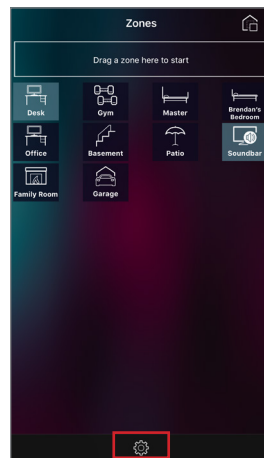 Zones
Drag a zone here to start
Desk
Gym
Master
Brendan's
Bedroom
Office
Basement
Patio
Soundbar
Family Room
Garage